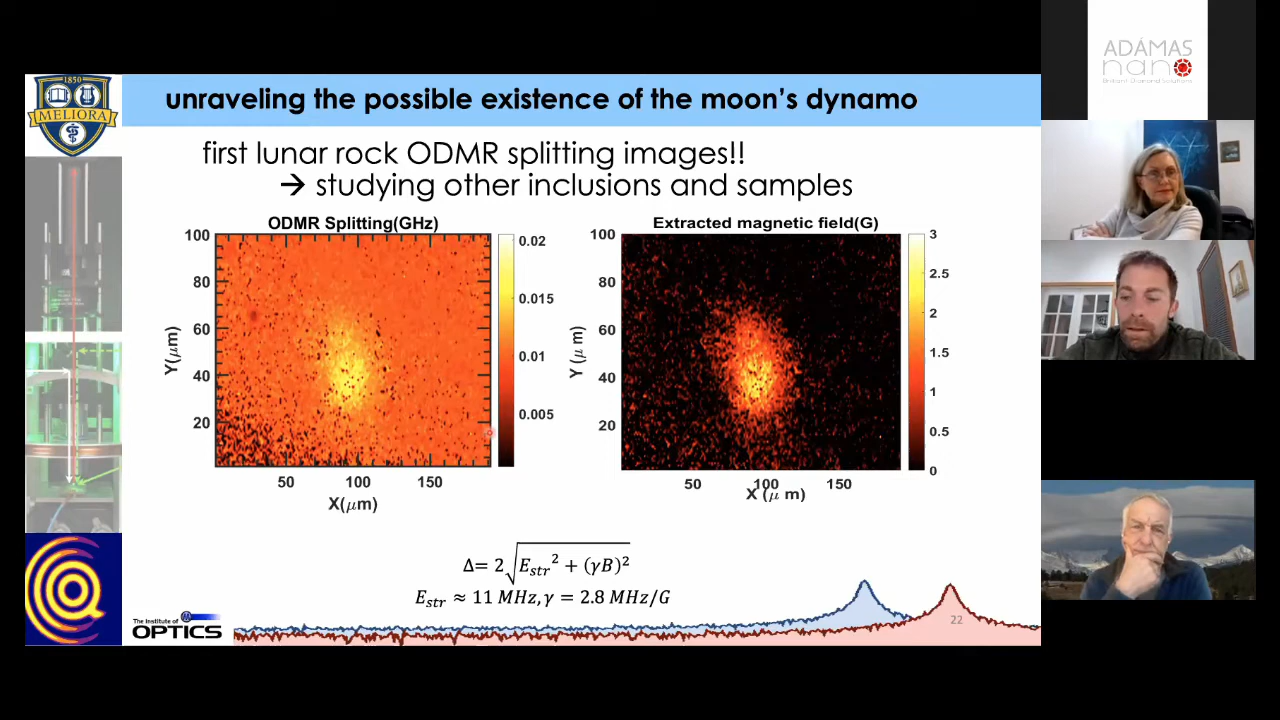 ADÁMAS
nano
Brilliant Diamond Solutions
1850
MELIORA
unraveling the possible existence of the moon's dynamo
first lunar rock ODMR splitting images!!
→ studying other inclusions and samples
ODMR Splitting(GHz)
100
80
60
40
20
50
100
150
Y(μm)
X(μm)
0.02
0.015
0.01
0.005
Extracted magnetic field(G)
100
80
60
40
20
50
100
150
Y (μ m)
X (μ m)
3
2.5
2
1.5
1
0.5
0
Δ= 2√(E_str² + (γB)²)
E_str ≈ 11 MHz, γ = 2.8 MHz/G
The Institute of
OPTICS
22